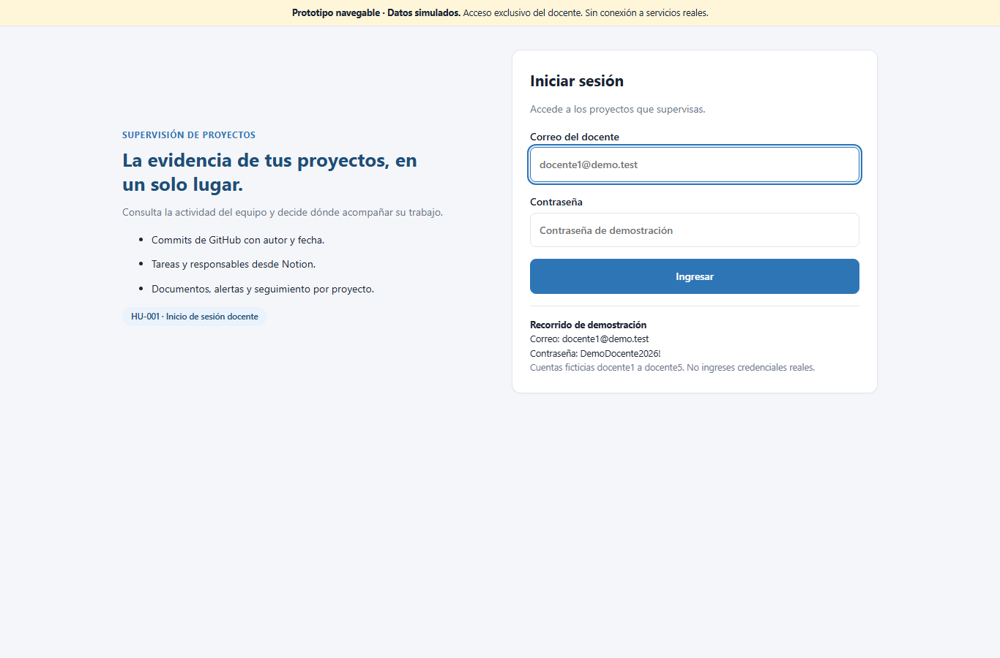 Prototipo navegable · Datos simulados. Acceso exclusivo del docente. Sin conexión a servicios reales.
SUPERVISIÓN DE PROYECTOS
La evidencia de tus proyectos, en
un solo lugar.
Consulta la actividad del equipo y decide dónde acompañar su trabajo.
Commits de GitHub con autor y fecha.
Tareas y responsables desde Notion.
Documentos, alertas y seguimiento por proyecto.
HU-001 · Inicio de sesión docente
Iniciar sesión
Accede a los proyectos que supervisas.
Correo del docente
docente1@demo.test
Contraseña
Contraseña de demostración
Ingresar
Recorrido de demostración
Correo: docente1@demo.test
Contraseña: DemoDocente2026!
Cuentas ficticias docente1 a docente5. No ingreses credenciales reales.